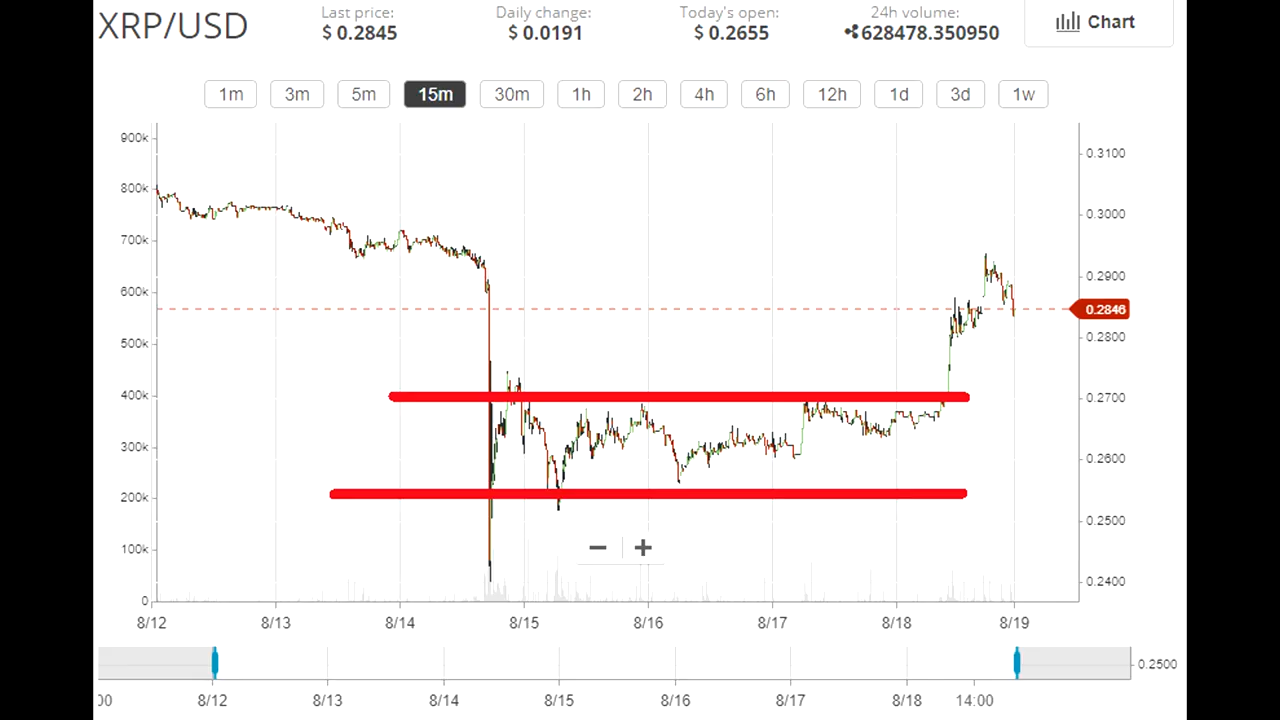 XRP/USD
Last price: Daily change: Today's open: 24h volume:
$ 0.2845 $ 0.0191 $ 0.2655 628478.350950
Chart
1m 3m 5m 15m 30m 1h 2h 4h 6h 12h 1d 3d 1w
900k
800k
700k
600k
500k
400k
300k
200k
100k
0
0.3100
0.3000
0.2900
0.2846
0.2800
0.2700
0.2600
0.2500
0.2400
8/12 8/13 8/14 8/15 8/16 8/17 8/18 8/19
0.2500
00 8/12 8/13 8/14 8/15 8/16 8/17 8/18 14:00